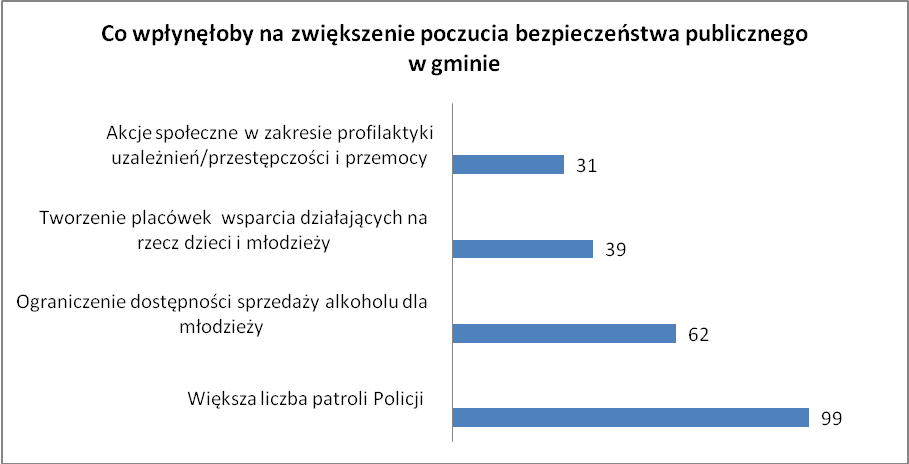 Co wpłynęłoby na zwiększenie poczucia bezpieczeństwa publicznego
w gminie
Akcje społeczne w zakresie profilaktyki
uzależnień/przestępczości i przemocy
31
Tworzenie placówek wsparcia działających na
rzecz dzieci i młodzieży
39
Ograniczenie dostępności sprzedaży alkoholu dla
młodzieży
62
Większa liczba patroli Policji
99